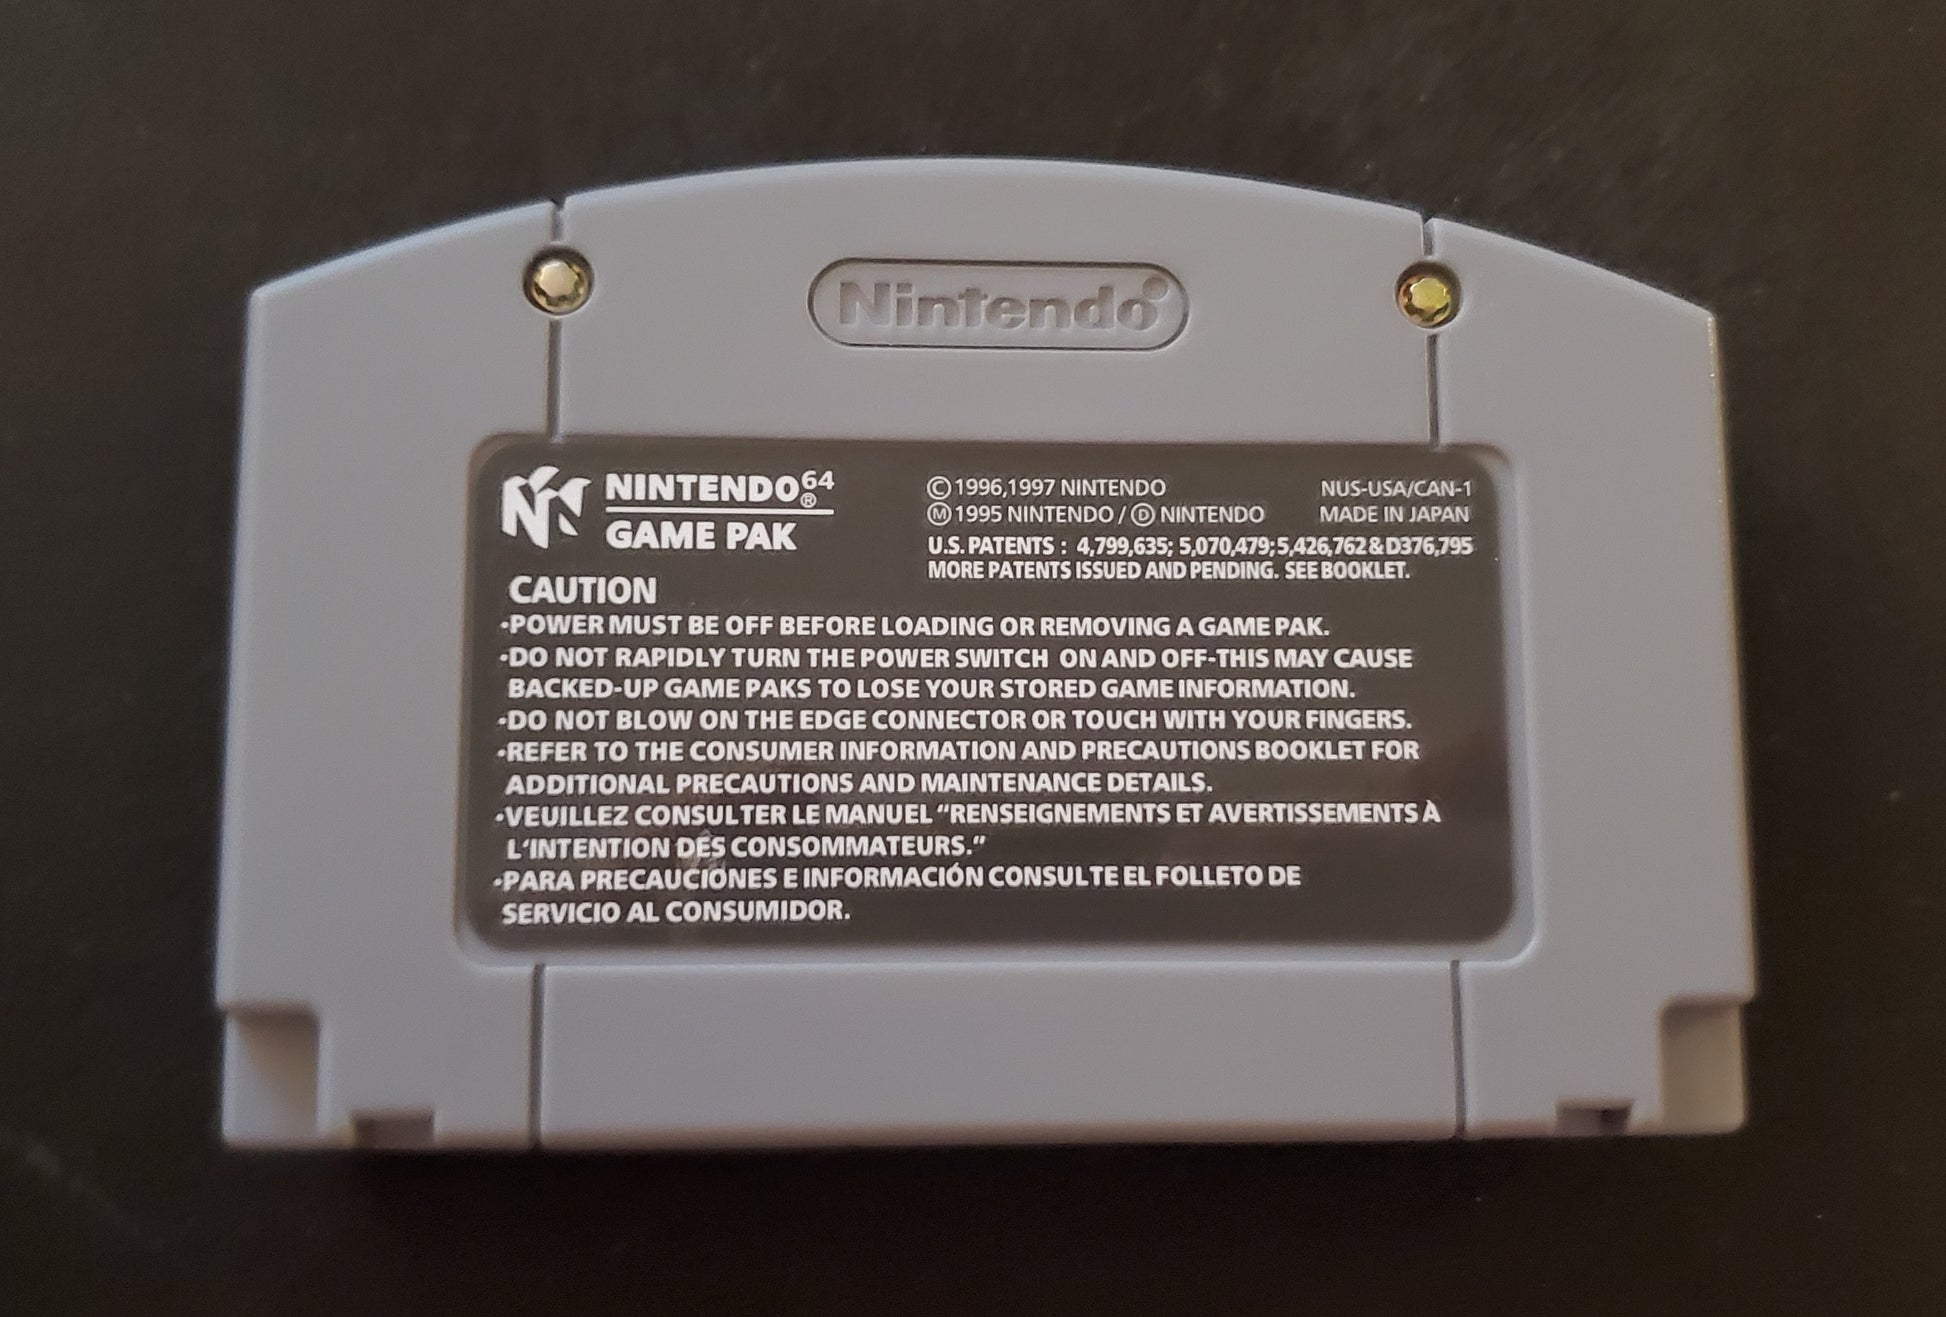 Nintendo®
NINTENDO64®
GAME PAK
©1996,1997 NINTENDO
Ⓜ1995 NINTENDO / Ⓓ NINTENDO
NUS-USA/CAN-1
MADE IN JAPAN
U.S. PATENTS : 4,799,635; 5,070,479;5,426,762&D376,795
MORE PATENTS ISSUED AND PENDING. SEE BOOKLET.
CAUTION
•POWER MUST BE OFF BEFORE LOADING OR REMOVING A GAME PAK.
•DO NOT RAPIDLY TURN THE POWER SWITCH ON AND OFF-THIS MAY CAUSE
BACKED-UP GAME PAKS TO LOSE YOUR STORED GAME INFORMATION.
•DO NOT BLOW ON THE EDGE CONNECTOR OR TOUCH WITH YOUR FINGERS.
•REFER TO THE CONSUMER INFORMATION AND PRECAUTIONS BOOKLET FOR
ADDITIONAL PRECAUTIONS AND MAINTENANCE DETAILS.
•VEUILLEZ CONSULTER LE MANUEL “RENSEIGNEMENTS ET AVERTISSEMENTS À
L‘INTENTION DES CONSOMMATEURS.”
•PARA PRECAUCIONES E INFORMACIÓN CONSULTE EL FOLLETO DE
SERVICIO AL CONSUMIDOR.